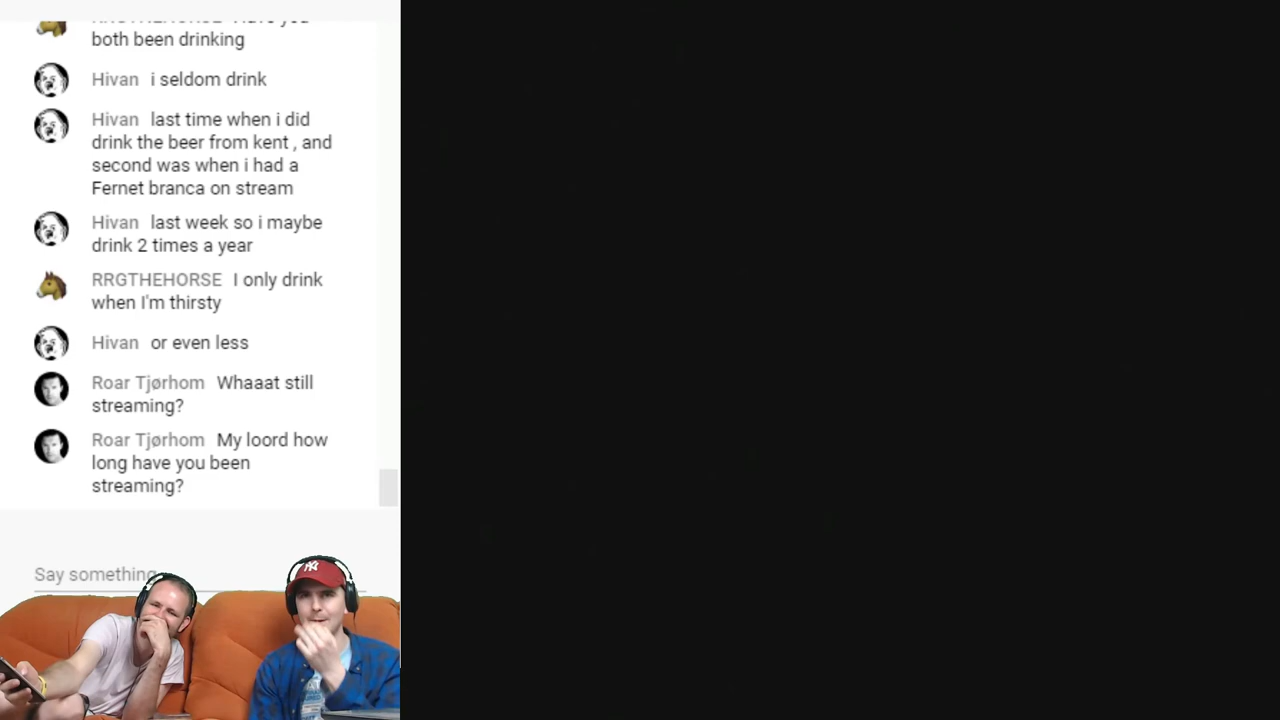 both been drinking
Hivan i seldom drink
Hivan last time when i did
drink the beer from kent , and
second was when i had a
Fernet branca on stream
Hivan last week so i maybe
drink 2 times a year
RRGTHEHORSE I only drink
when I'm thirsty
Hivan or even less
Roar Tjørhom Whaaat still
streaming?
Roar Tjørhom My loord how
long have you been
streaming?
Say something